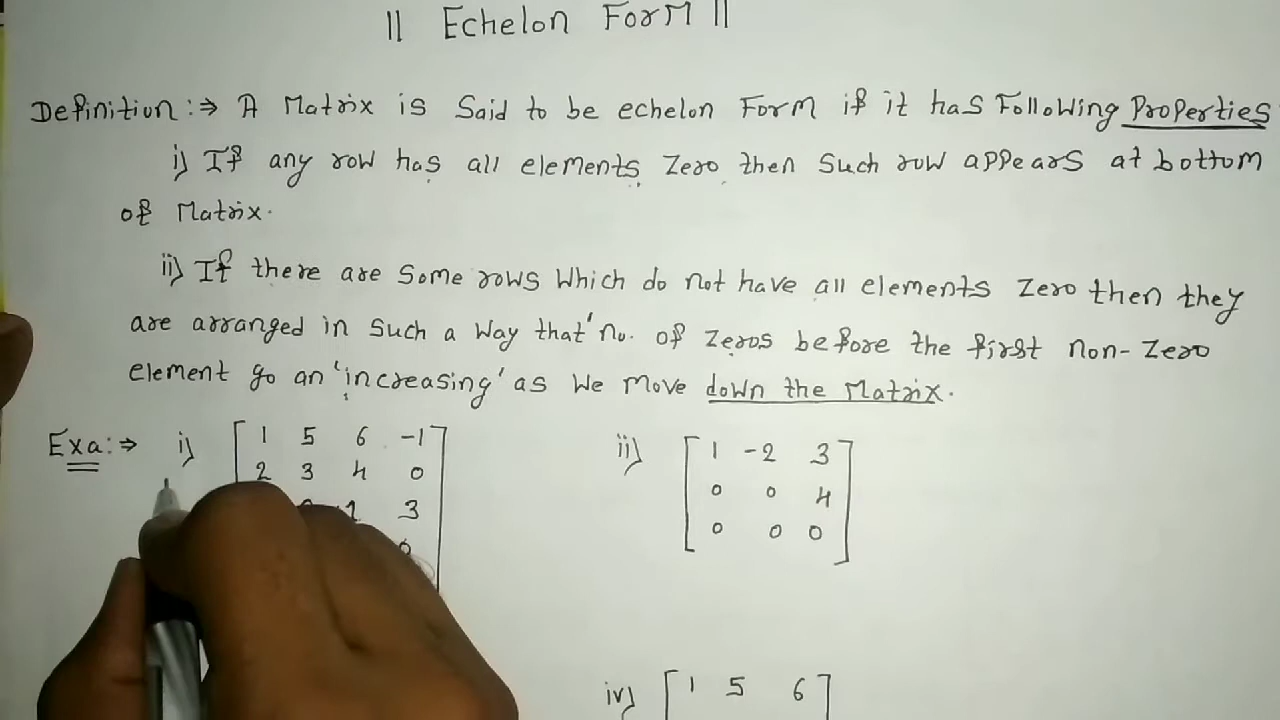 || Echelon Form ||
Definition :⇒ A Matrix is Said to be echelon Form if it has Following Properties
i) If any row has all elements Zero then Such row appears at bottom
of Matrix.
ii) If there are Some rows Which do not have all elements Zero then they
are arranged in Such a Way that 'no. of Zeros before the first non-Zero
element go an 'increasing' as We move down the Matrix.
Exa :⇒ i) [ 1 5 6 -1 ii) [ 1 -2 3
2 3 4 0 0 0 4
3 0 0 0 ]
iv) [ 1 5 6 ]